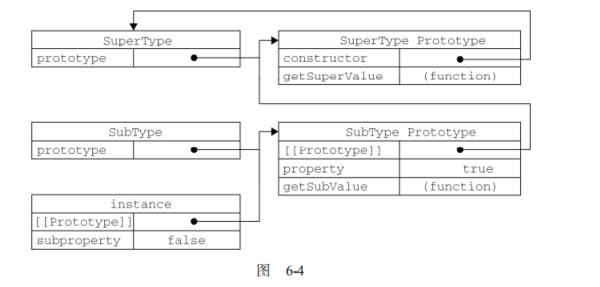 SuperType
prototype
SuperType Prototype
constructor
getSuperValue (function)
SubType
prototype
SubType Prototype
[[Prototype]]
property true
getSubValue (function)
instance
[[Prototype]]
subproperty false
图 6-4